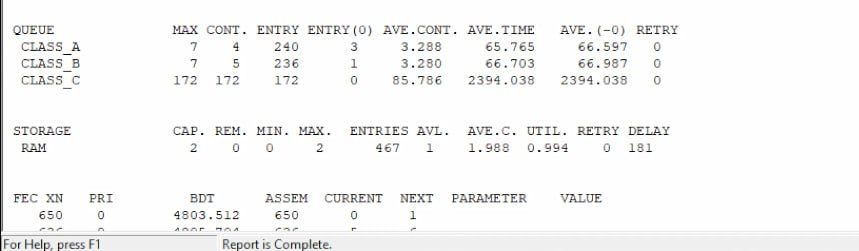 QUEUE MAX CONT. ENTRY ENTRY(0) AVE.CONT. AVE.TIME AVE.(-0) RETRY
CLASS_A 7 4 240 3 3.288 65.765 66.597 0
CLASS_B 7 5 236 1 3.280 66.703 66.987 0
CLASS_C 172 172 172 0 85.786 2394.038 2394.038 0
STORAGE CAP. REM. MIN. MAX. ENTRIES AVL. AVE.C. UTIL. RETRY DELAY
RAM 2 0 0 2 467 1 1.988 0.994 0 181
FEC XN PRI BDT ASSEM CURRENT NEXT PARAMETER VALUE
650 0 4803.512 650 0 1
For Help, press F1 Report is Complete.